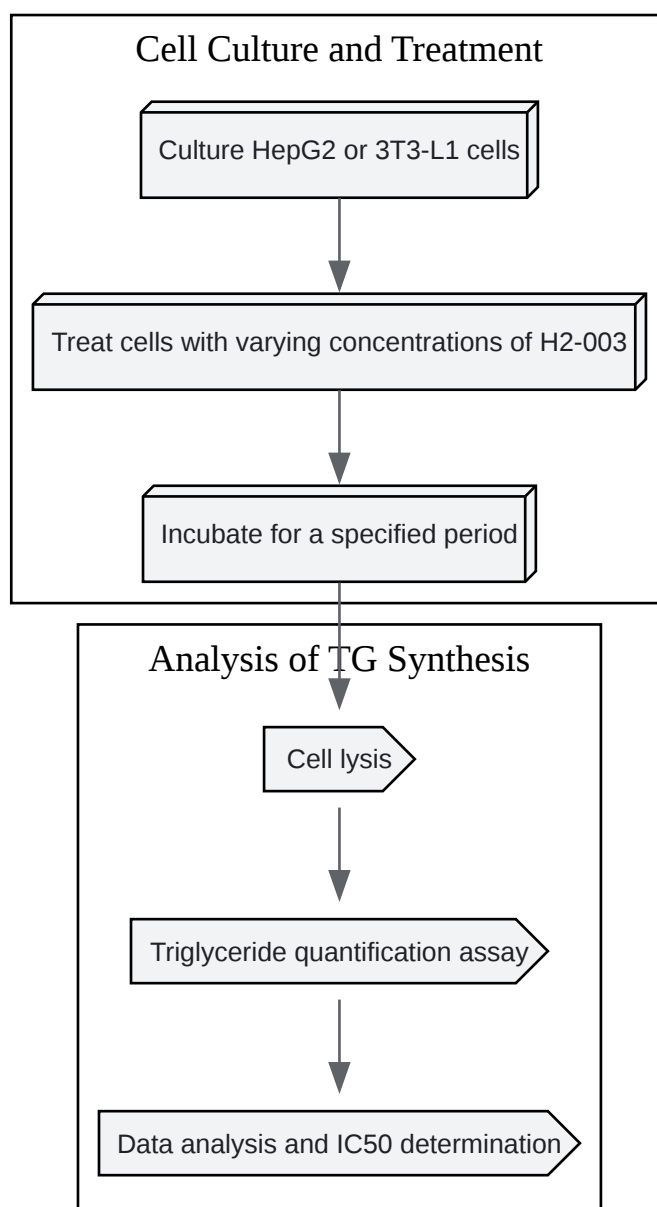 Cell Culture and Treatment
Culture HepG2 or 3T3-L1 cells
Treat cells with varying concentrations of H2-003
Incubate for a specified period
Analysis of TG Synthesis
Cell lysis
Triglyceride quantification assay
Data analysis and IC50 determination